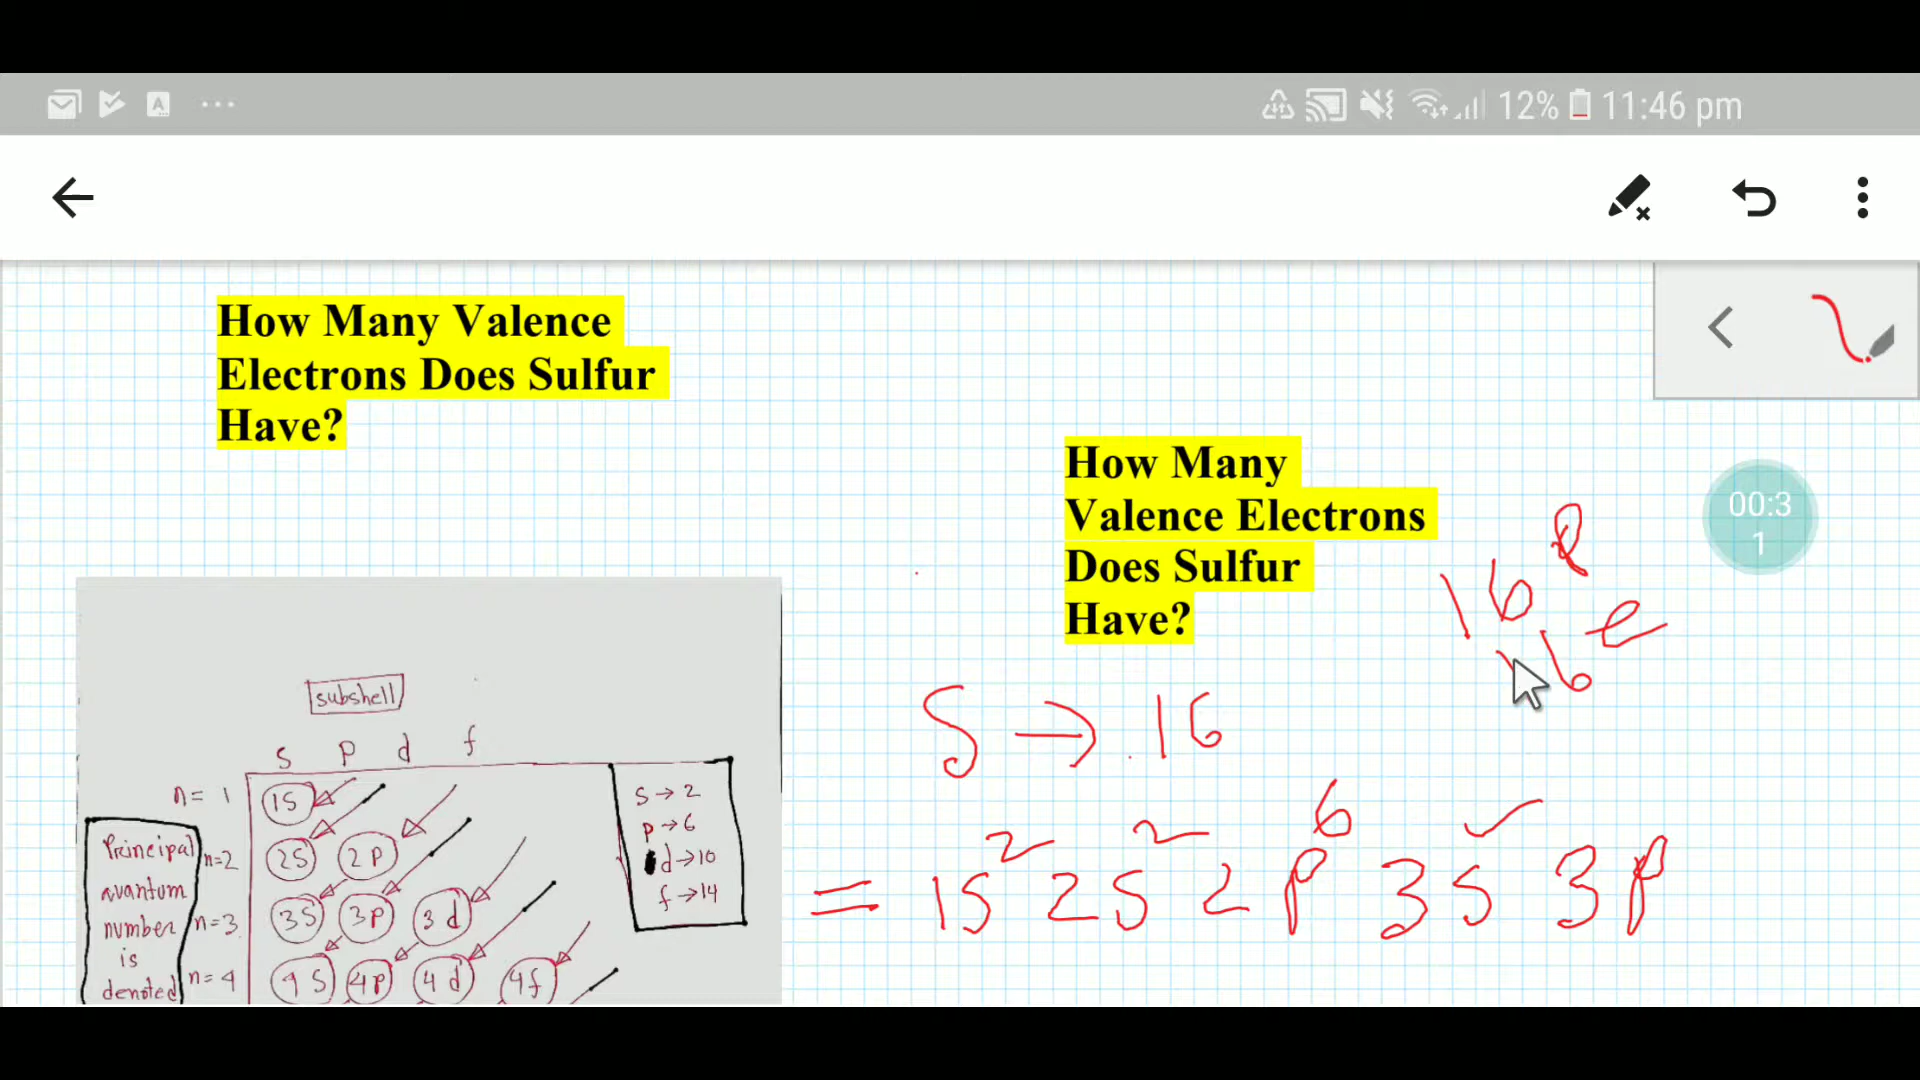 12% 11:46 pm
How Many Valence
Electrons Does Sulfur
Have?
How Many
Valence Electrons
Does Sulfur
Have?
00:3
1
16 p
16 e
S → 16
= 1S² 2S² 2p⁶ 3S 3p
subshell
s p d f
n = 1 1S
n=2 2S 2P
n=3 3S 3p 3d
n=4 4S 4p 4d 4f
S → 2
p → 6
d → 10
f → 14
Principal
quantum
number
is
denoted